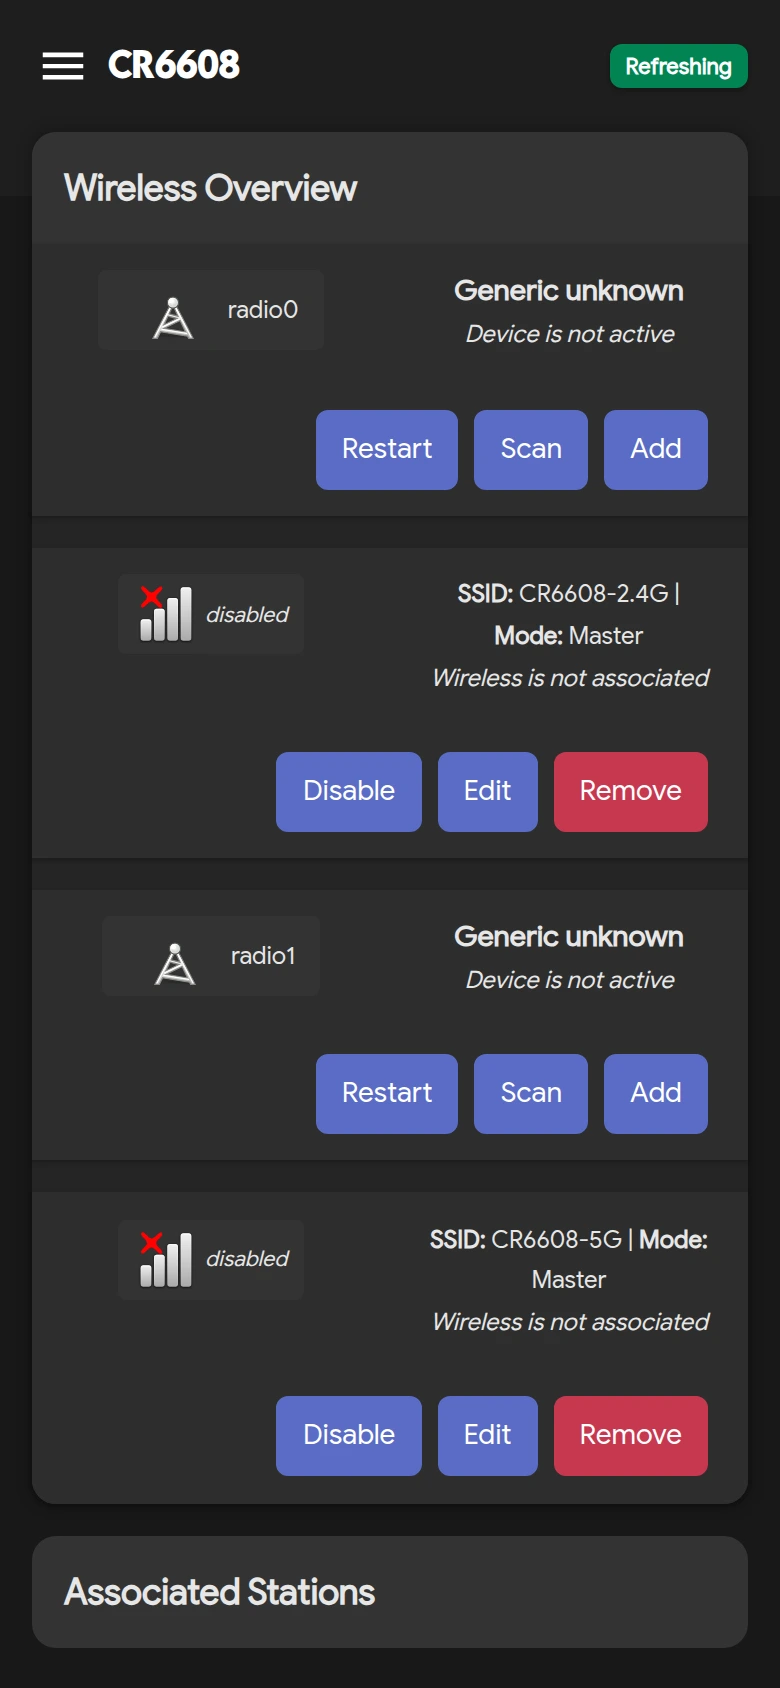 CR6608
Refreshing
Wireless Overview
radio0
Generic unknown
Device is not active
Restart
Scan
Add
disabled
SSID: CR6608-2.4G |
Mode: Master
Wireless is not associated
Disable
Edit
Remove
radio1
Generic unknown
Device is not active
Restart
Scan
Add
disabled
SSID: CR6608-5G | Mode:
Master
Wireless is not associated
Disable
Edit
Remove
Associated Stations